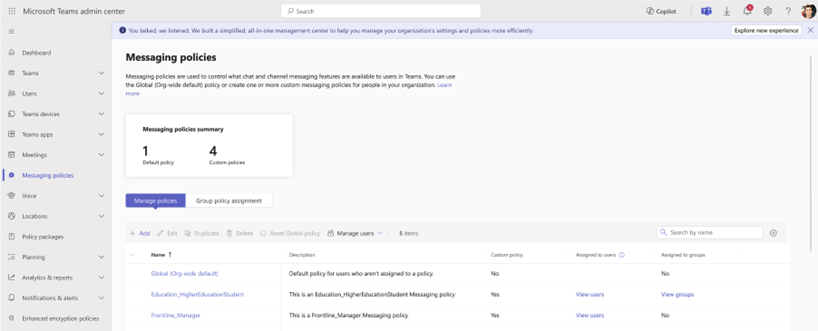 Microsoft Teams admin center
Search
Copilot
You talked, we listened. We built a simplified, all-in-one management center to help you manage your organization's settings and policies more efficiently.
Explore new experience
Dashboard
Teams
Users
Teams devices
Teams apps
Meetings
Messaging policies
Voice
Locations
Policy packages
Planning
Analytics & reports
Notifications & alerts
Enhanced encryption policies
Messaging policies
Messaging policies are used to control what chat and channel messaging features are available to users in Teams. You can
use the Global (Org-wide default) policy or create one or more custom messaging policies for people in your organization. Learn
more
Messaging policies summary
1 4
Default policy Custom policies
Manage policies Group policy assignment
+ Add Edit Duplicate Delete Reset Global policy Manage users 5 items Search by name
Name ↑ Description Custom policy Assigned to users Assigned to groups
Global (Org-wide default) Default policy for users who aren't assigned to a policy. No No
Education_HigherEducationStudent This is an Education_HigherEducationStudent Messaging policy Yes View users View groups
Frontline_Manager This is a Frontline_Manager Messaging policy Yes View users No